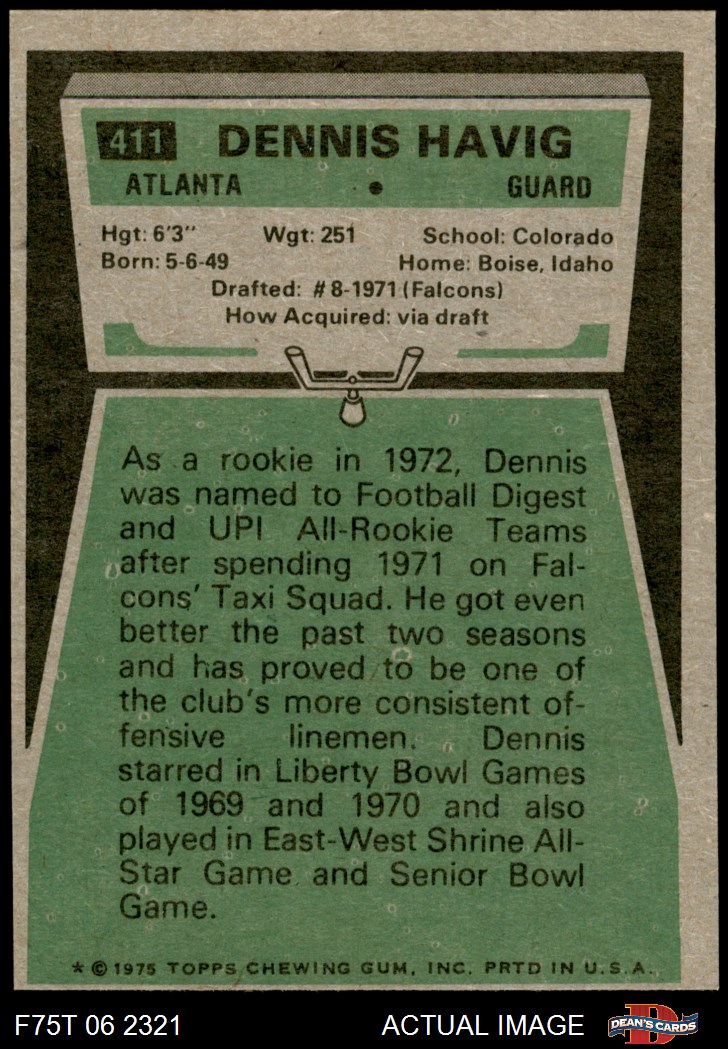 411 DENNIS HAVIG
ATLANTA • GUARD
Hgt: 6'3" Wgt: 251 School: Colorado
Born: 5-6-49 Home: Boise, Idaho
Drafted: #8-1971 (Falcons)
How Acquired: via draft
As a rookie in 1972, Dennis
was named to Football Digest
and UPI All-Rookie Teams
after spending 1971 on Fal-
cons' Taxi Squad. He got even
better the past two seasons
and has proved to be one of
the club's more consistent of-
fensive linemen. Dennis
starred in Liberty Bowl Games
of 1969 and 1970 and also
played in East-West Shrine All-
Star Game and Senior Bowl
Game.
* © 1975 TOPPS CHEWING GUM, INC. PRTD IN U.S.A.
F75T 06 2321 ACTUAL IMAGE D DEAN'S CARDS